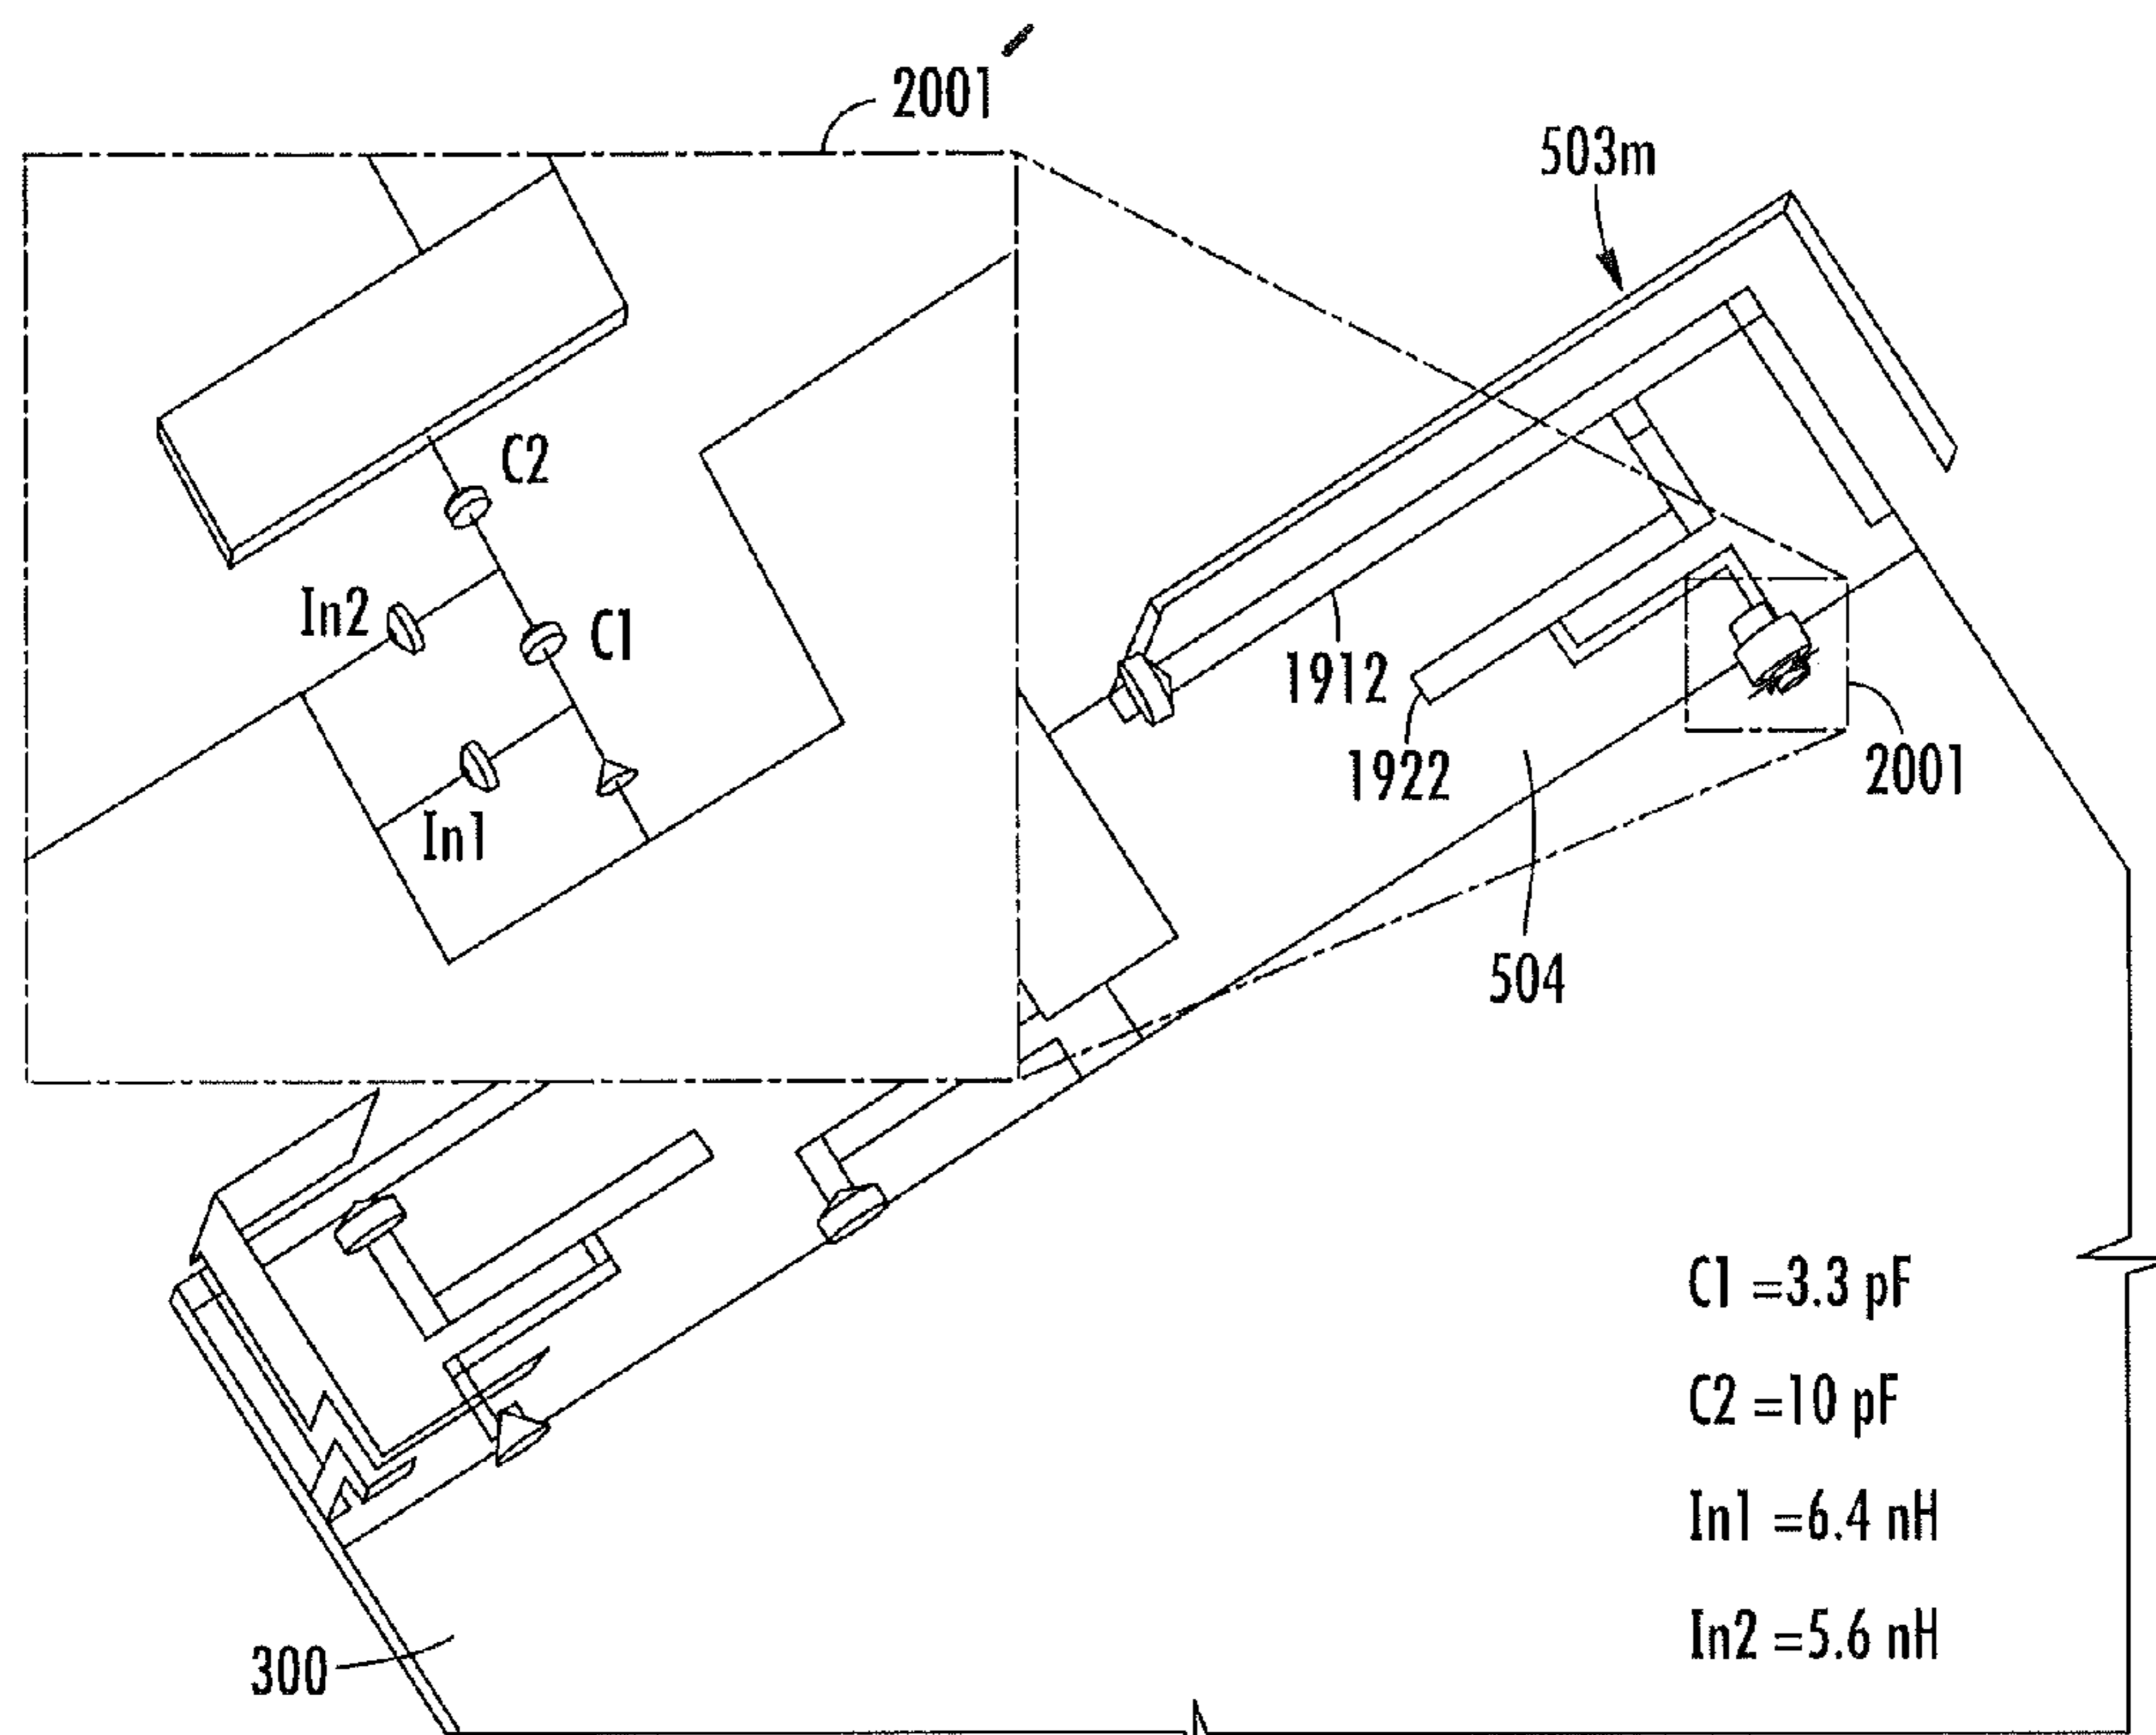 2001
503m
C2
In2
C1
1912
1922
2001
In1
504
C1 =3.3 pF
C2 =10 pF
In1 =6.4 nH
In2 =5.6 nH
300